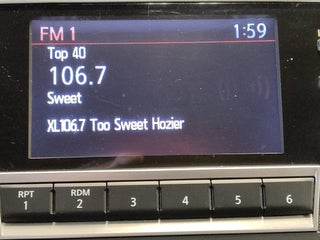 FM 1 1:59
Top 40
106.7
Sweet
XL106.7 Too Sweet Hozier
RPT RDM
1 2 3 4 5 6